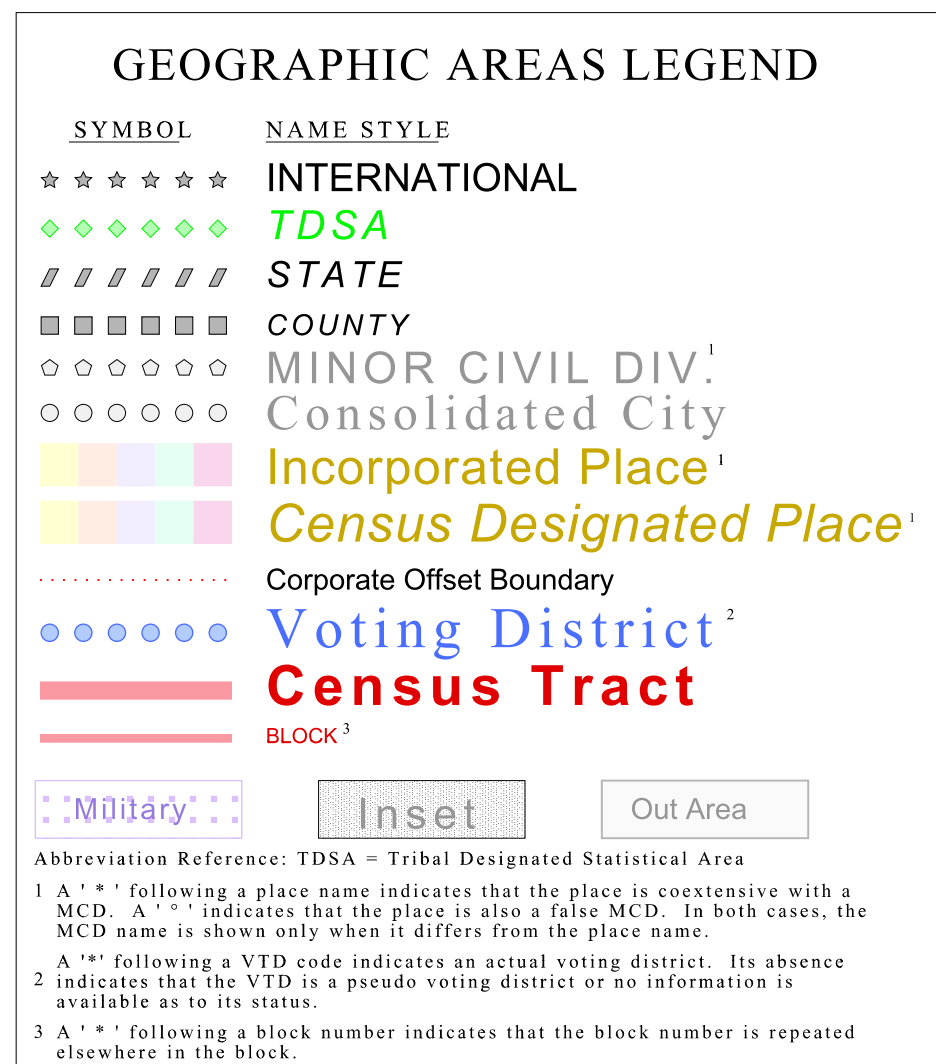 GEOGRAPHIC AREAS LEGEND
SYMBOL NAME STYLE
INTERNATIONAL
TDSA
STATE
COUNTY
MINOR CIVIL DIV. 1
Consolidated City
Incorporated Place 1
Census Designated Place 1
Corporate Offset Boundary
Voting District 2
Census Tract
BLOCK 3
Military Inset Out Area
Abbreviation Reference: TDSA = Tribal Designated Statistical Area
1 A ' * ' following a place name indicates that the place is coextensive with a
MCD. A ' ° ' indicates that the place is also a false MCD. In both cases, the
MCD name is shown only when it differs from the place name.
A '*' following a VTD code indicates an actual voting district. Its absence
2 indicates that the VTD is a pseudo voting district or no information is
available as to its status.
3 A ' * ' following a block number indicates that the block number is repeated
elsewhere in the block.